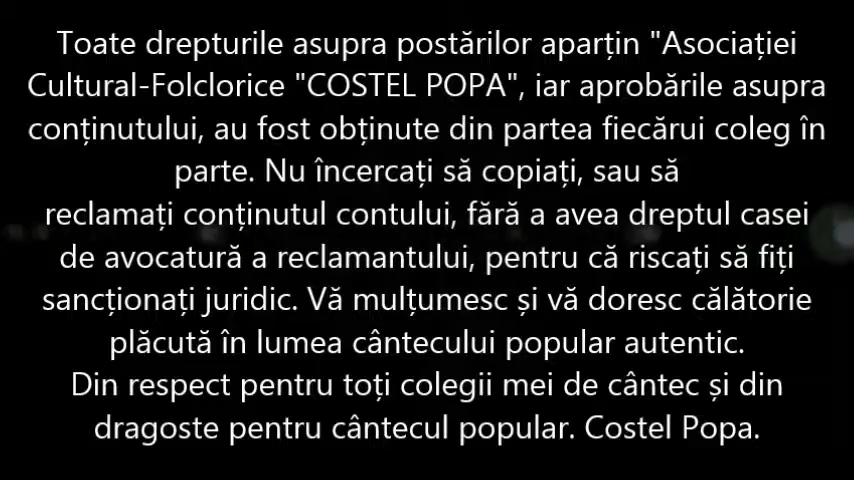 Toate drepturile asupra postărilor aparțin "Asociației
Cultural-Folclorice "COSTEL POPA", iar aprobările asupra
conținutului, au fost obținute din partea fiecărui coleg în
parte. Nu încercați să copiați, sau să
reclamați conținutul contului, fără a avea dreptul casei
de avocatură a reclamantului, pentru că riscați să fiți
sancționați juridic. Vă mulțumesc și vă doresc călătorie
plăcută în lumea cântecului popular autentic.
Din respect pentru toți colegii mei de cântec și din
dragoste pentru cântecul popular. Costel Popa.